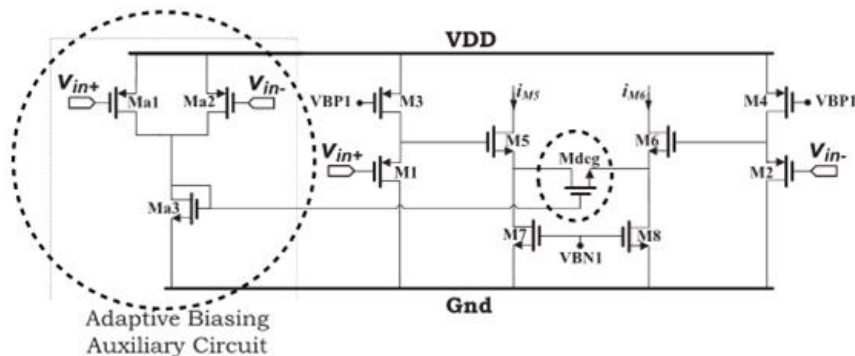 VDD
Vin+
Ma1
Ma2
Vin-
VBP1
M3
iM5
iM6
M4
VBP1
M5
M6
Vin+
M1
Mdcg
M2
Vin-
Ma3
M7
VBN1
M8
Gnd
Adaptive Biasing
Auxiliary Circuit